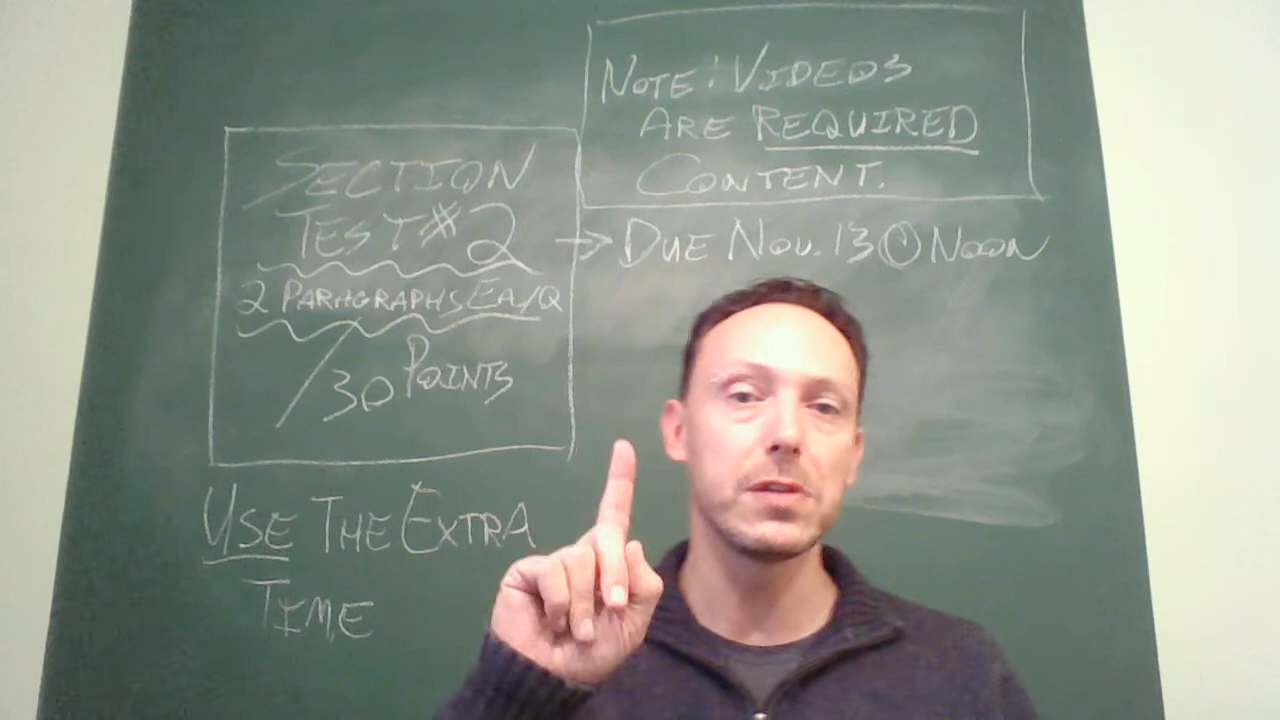 NOTE: VIDEOS
ARE REQUIRED
CONTENT.
SECTION
TEST #2
→ DUE NOV. 13 @ NOON
2 PARAGRAPHS EA/Q
/30 POINTS
USE THE EXTRA
TIME